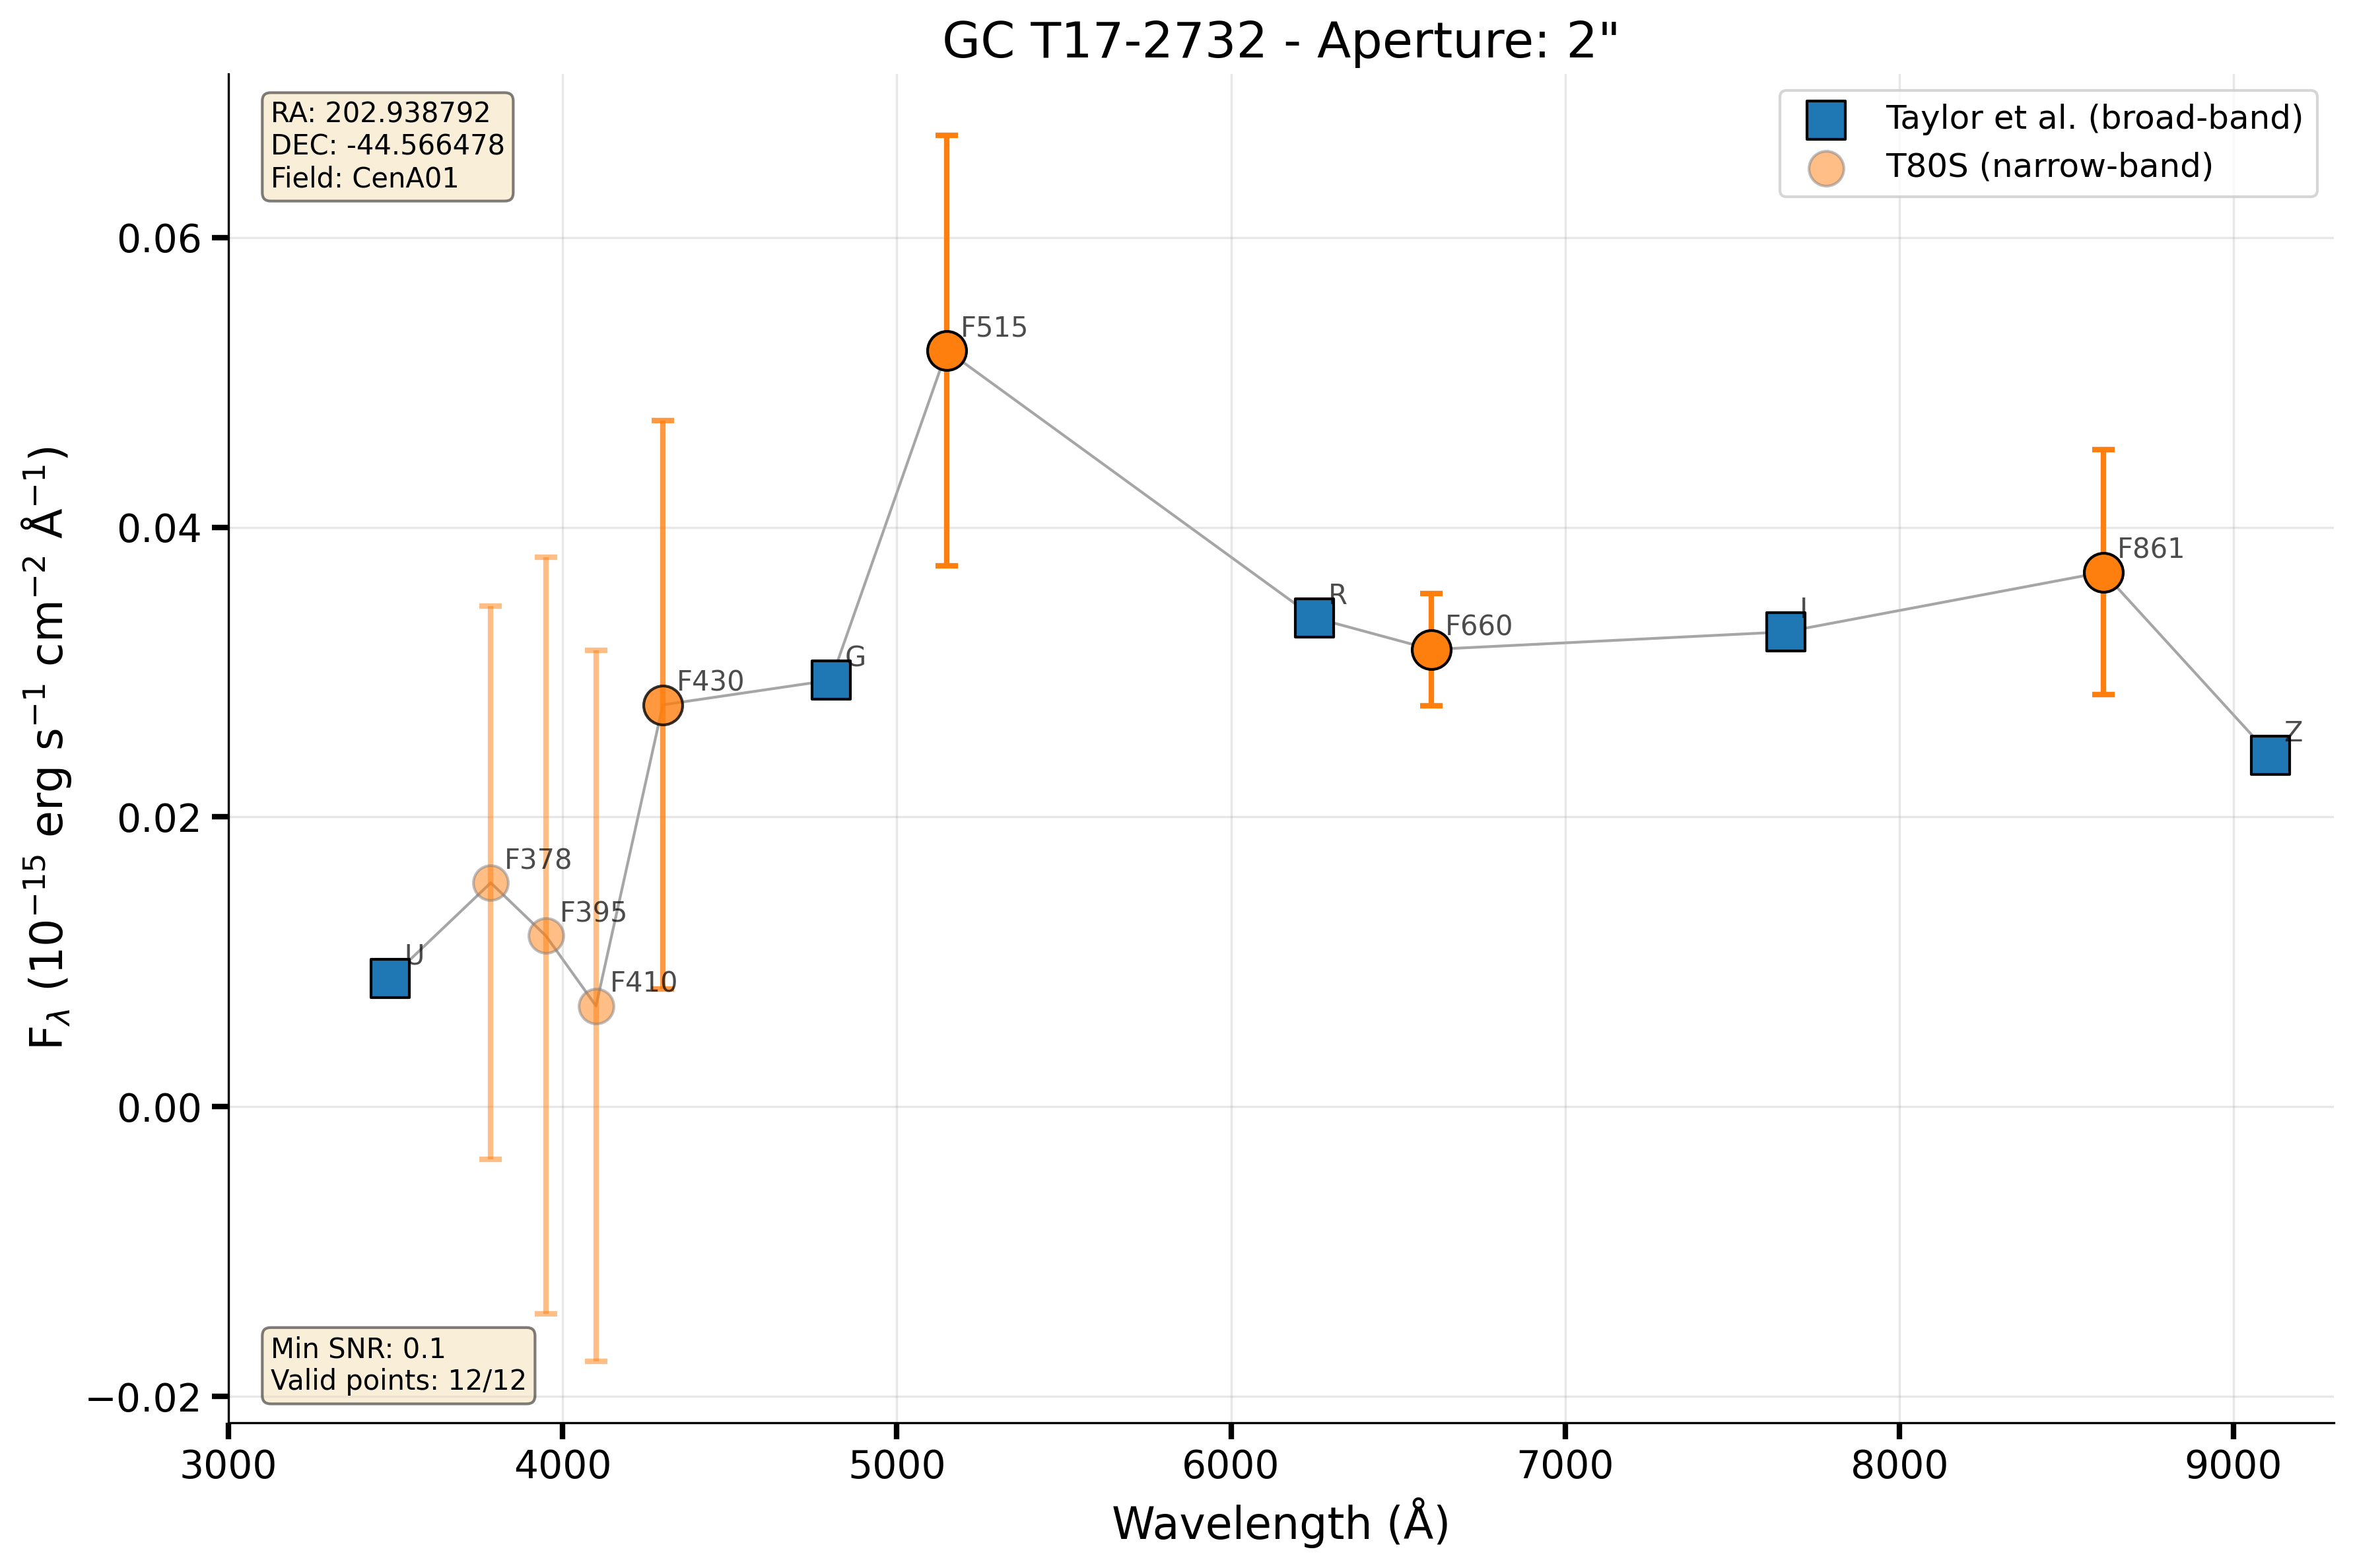 GC T17-2732 - Aperture: 2"
RA: 202.938792
DEC: -44.566478
Field: CenA01
Taylor et al. (broad-band)
T80S (narrow-band)
F515
F861
R
F660
I
G
F430
Z
F378
F395
U
F410
Min SNR: 0.1
Valid points: 12/12
0.06
0.04
0.02
0.00
−0.02
F$_{λ}$ (10⁻¹⁵ erg s⁻¹ cm⁻² Å⁻¹)
3000 4000 5000 6000 7000 8000 9000
Wavelength (Å)